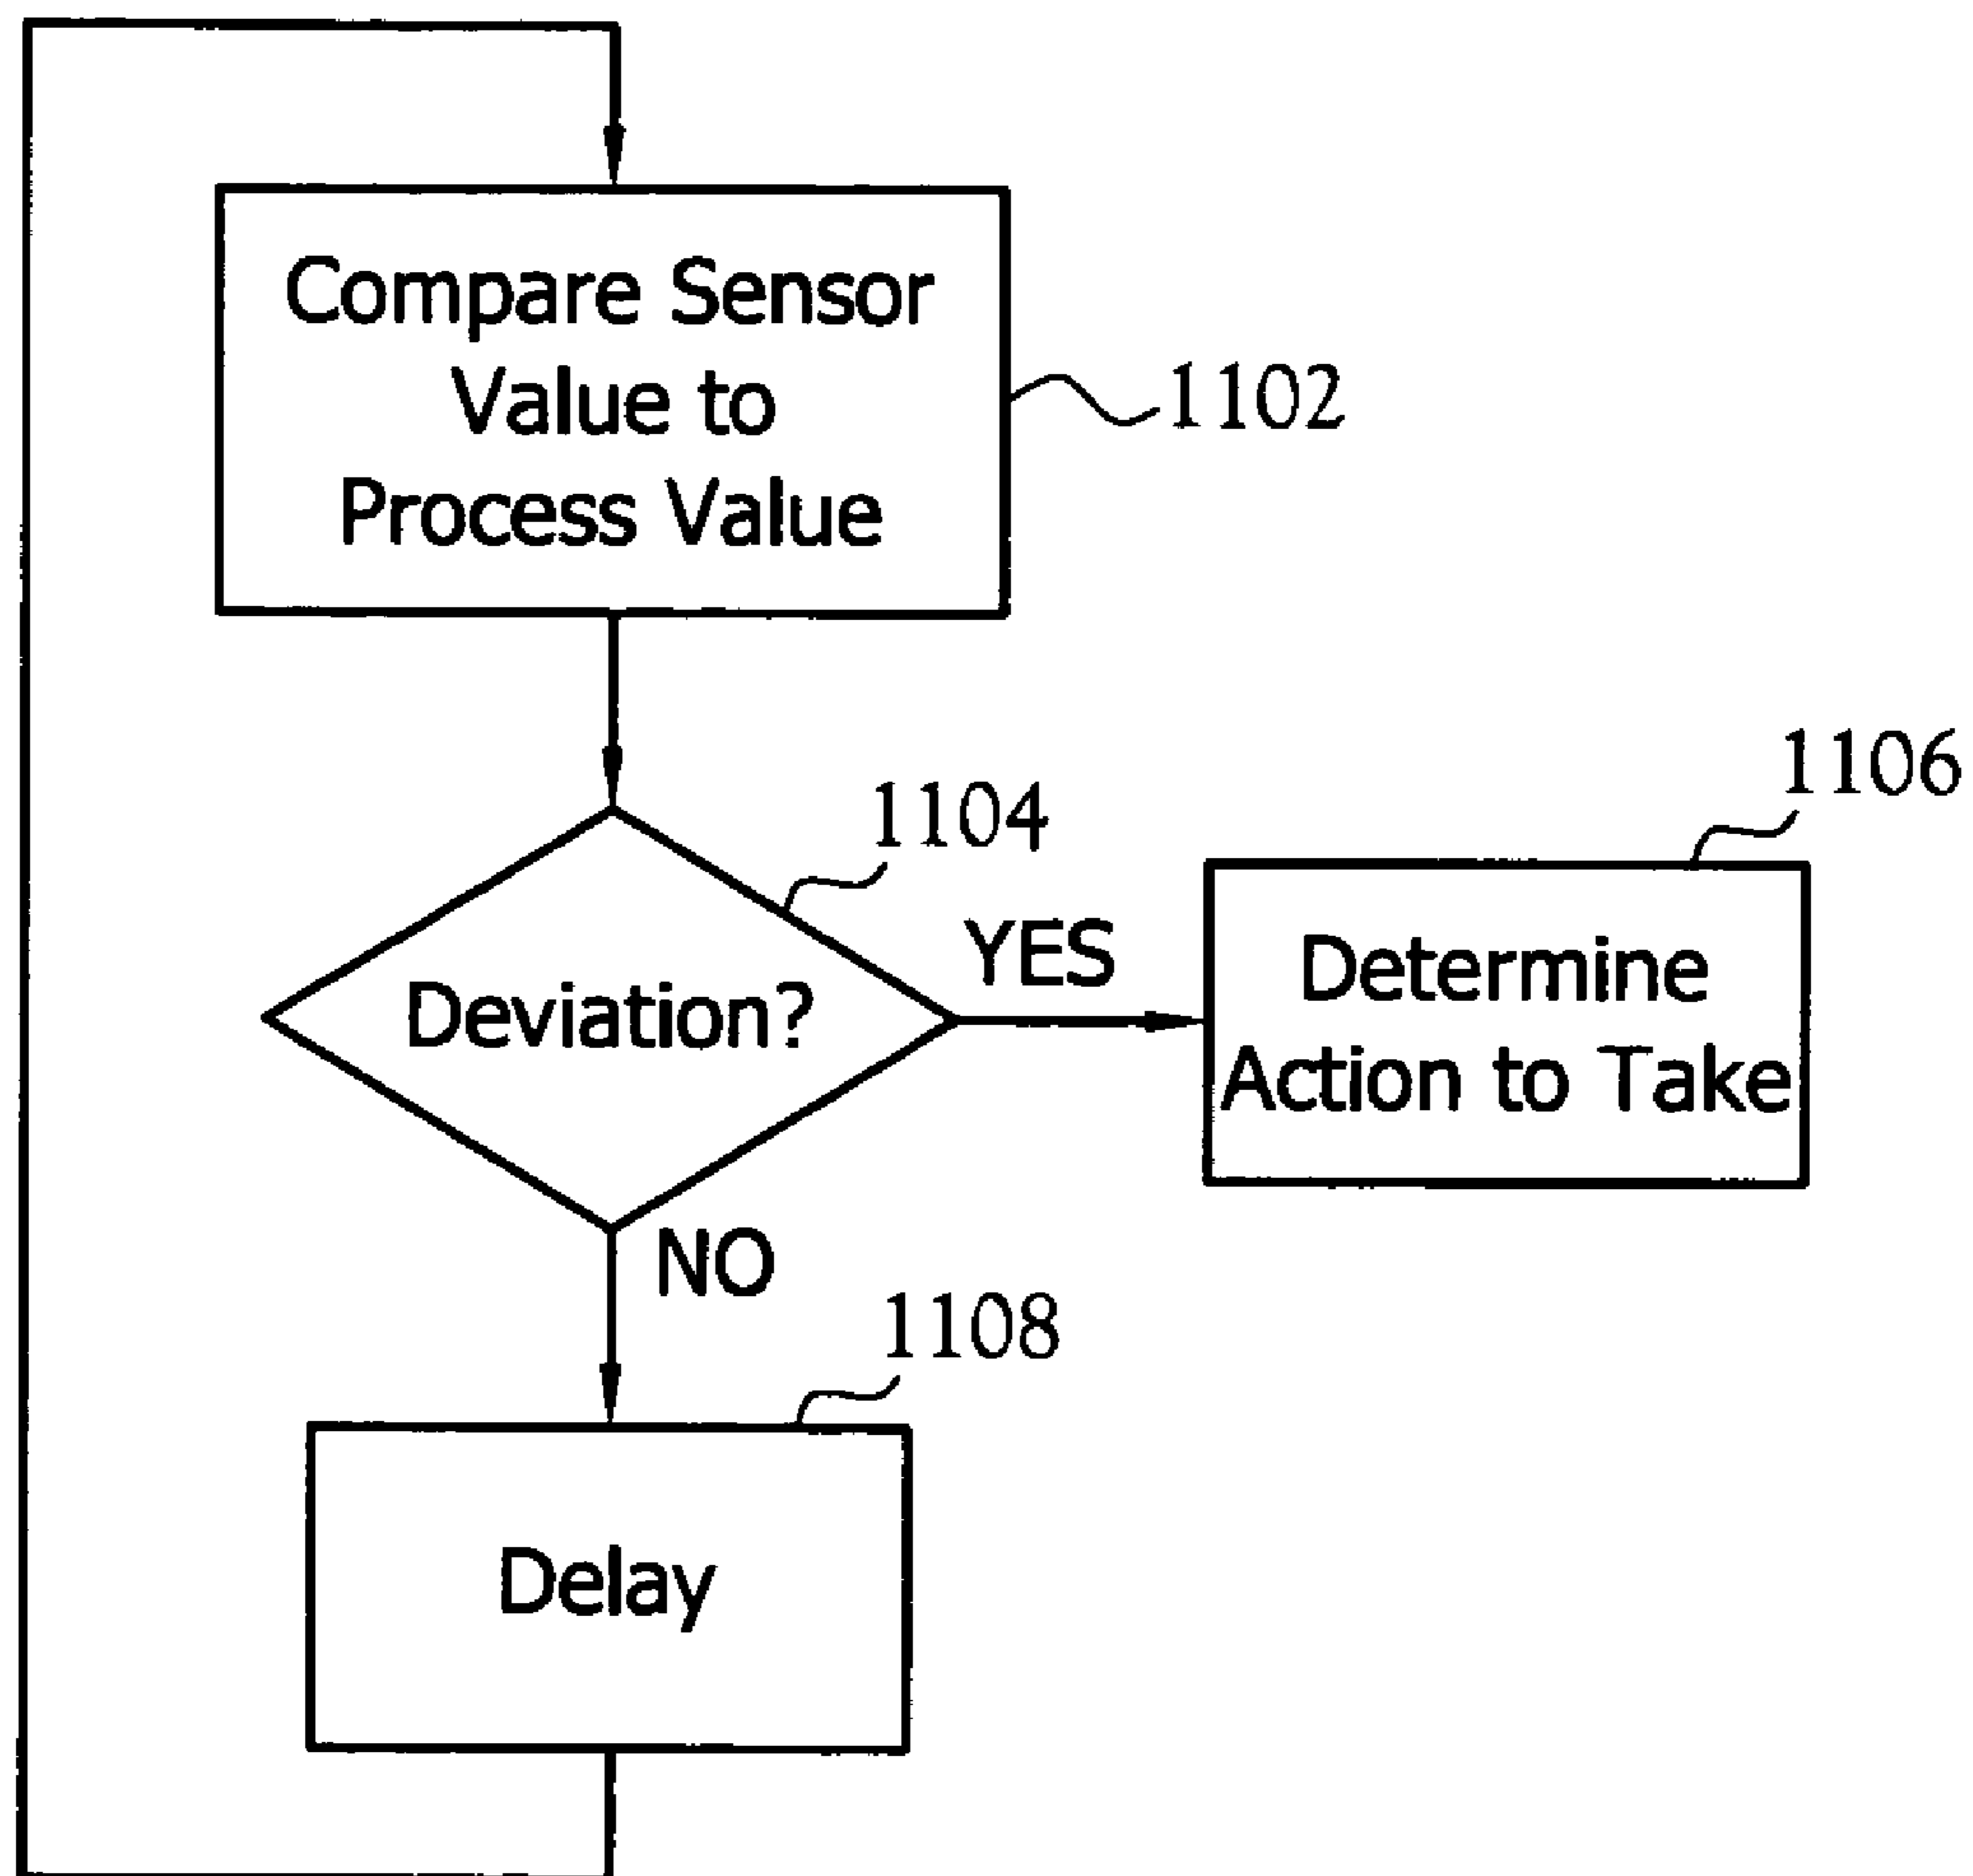 Compare Sensor
Value to
Process Value
1102
1104
1106
Deviation?
YES
Determine
Action to Take
NO
1108
Delay